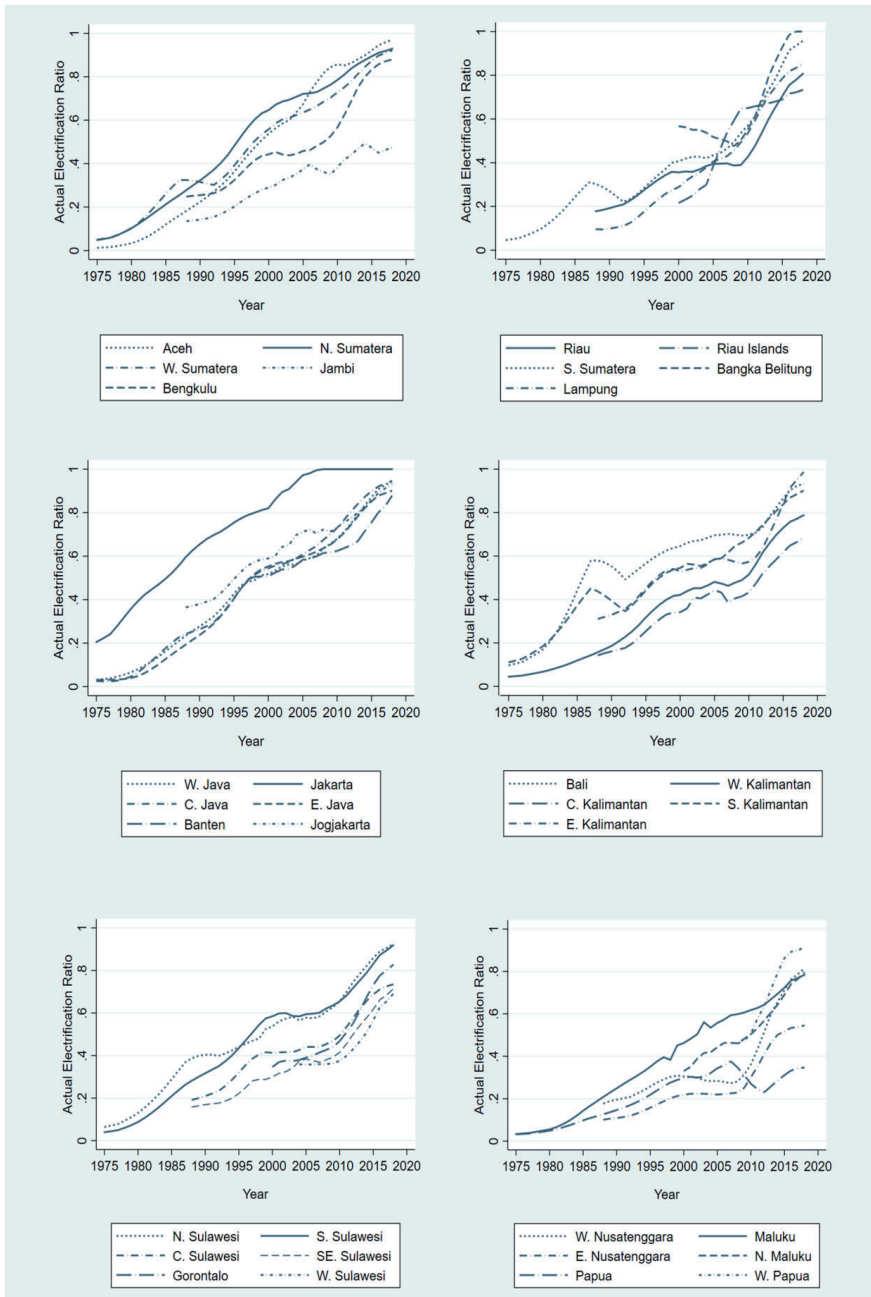 Actual Electrification Ratio
1
.8
.6
.4
.2
0
1975 1980 1985 1990 1995 2000 2005 2010 2015 2020
Year
Aceh N. Sumatera
W. Sumatera Jambi
Bengkulu
Actual Electrification Ratio
1
.8
.6
.4
.2
0
1975 1980 1985 1990 1995 2000 2005 2010 2015 2020
Year
Riau Riau Islands
S. Sumatera Bangka Belitung
Lampung
Actual Electrification Ratio
1
.8
.6
.4
.2
0
1975 1980 1985 1990 1995 2000 2005 2010 2015 2020
Year
W. Java Jakarta
C. Java E. Java
Banten Jogjakarta
Actual Electrification Ratio
1
.8
.6
.4
.2
0
1975 1980 1985 1990 1995 2000 2005 2010 2015 2020
Year
Bali W. Kalimantan
C. Kalimantan S. Kalimantan
E. Kalimantan
Actual Electrification Ratio
1
.8
.6
.4
.2
0
1975 1980 1985 1990 1995 2000 2005 2010 2015 2020
Year
N. Sulawesi S. Sulawesi
C. Sulawesi SE. Sulawesi
Gorontalo W. Sulawesi
Actual Electrification Ratio
1
.8
.6
.4
.2
0
1975 1980 1985 1990 1995 2000 2005 2010 2015 2020
Year
W. Nusatenggara Maluku
E. Nusatenggara N. Maluku
Papua W. Papua